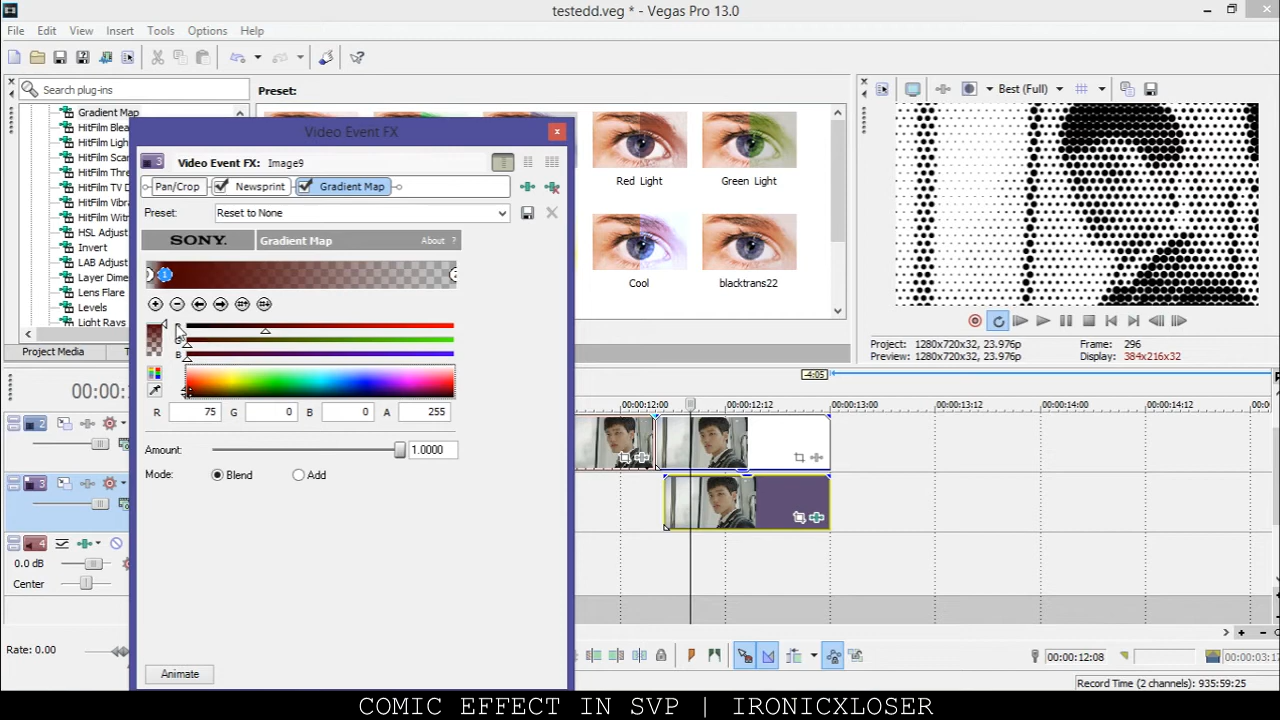 testedd.veg * - Vegas Pro 13.0
File Edit View Insert Tools Options Help
Search plug-ins
Preset:
Best (Full)
Gradient Map
HitFilm Blea
HitFilm Ligh
HitFilm Scar
HitFilm Thre
HitFilm TV D
HitFilm Vibra
HitFilm Witn
HSL Adjust
Invert
LAB Adjust
Layer Dimen
Lens Flare
Levels
Light Rays
Project Media
Video Event FX
Video Event FX: Image9
Pan/Crop Newsprint Gradient Map
Preset: Reset to None
SONY. Gradient Map About ?
R
G
B
R 75 G 0 B 0 A 255
Amount: 1.0000
Mode: Blend Add
Animate
Red Light Green Light
Cool blacktrans22
Project: 1280x720x32, 23.976p Frame: 296
Preview: 1280x720x32, 23.976p Display: 384x216x32
-4:05
00:00:12:00 00:00:12:12 00:00:13:00 00:00:13:12 00:00:14:00 00:00:14:12
2
3
4
0.0 dB
Center
Rate: 0.00
00:00:12:08
Record Time (2 channels): 935:59:25
COMIC EFFECT IN SVP | IRONICXLOSER